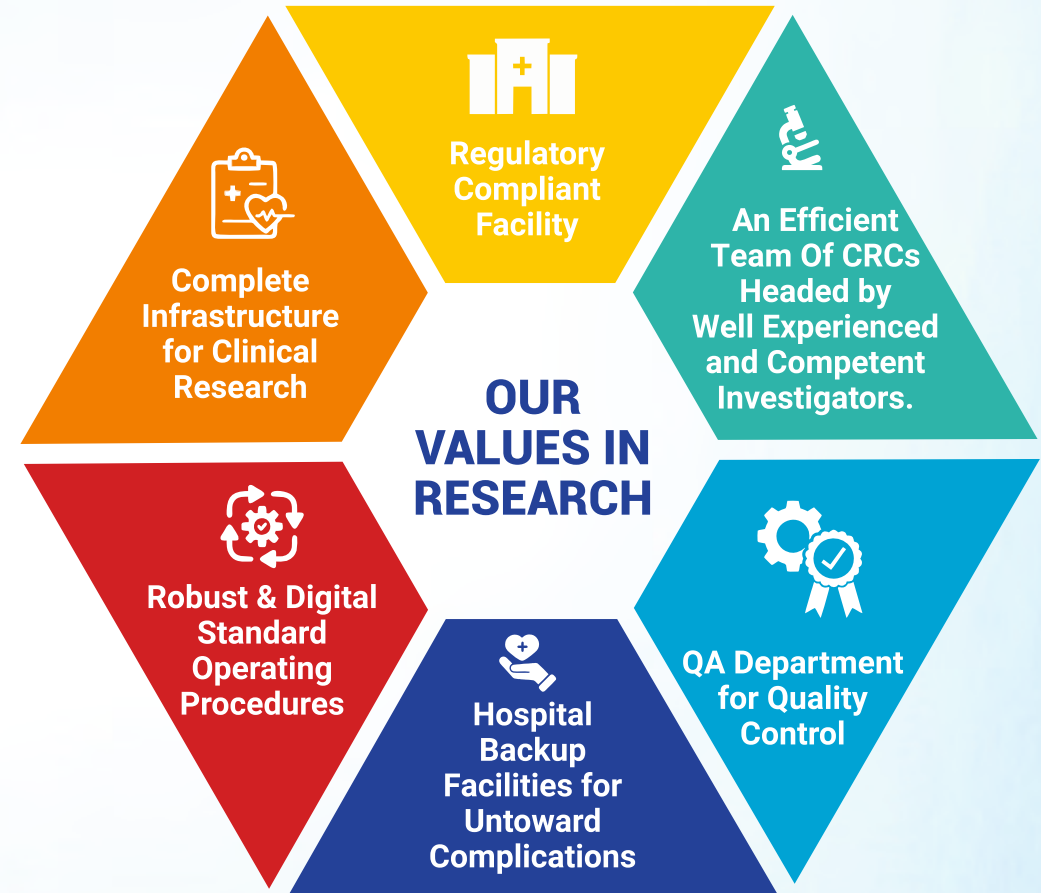 Regulatory
Compliant
Facility
An Efficient
Team Of CRCs
Headed by
Well Experienced
and Competent
Investigators.
Complete
Infrastructure
for Clinical
Research
OUR
VALUES IN
RESEARCH
Robust & Digital
Standard
Operating
Procedures
QA Department
for Quality
Control
Hospital
Backup
Facilities for
Untoward
Complications